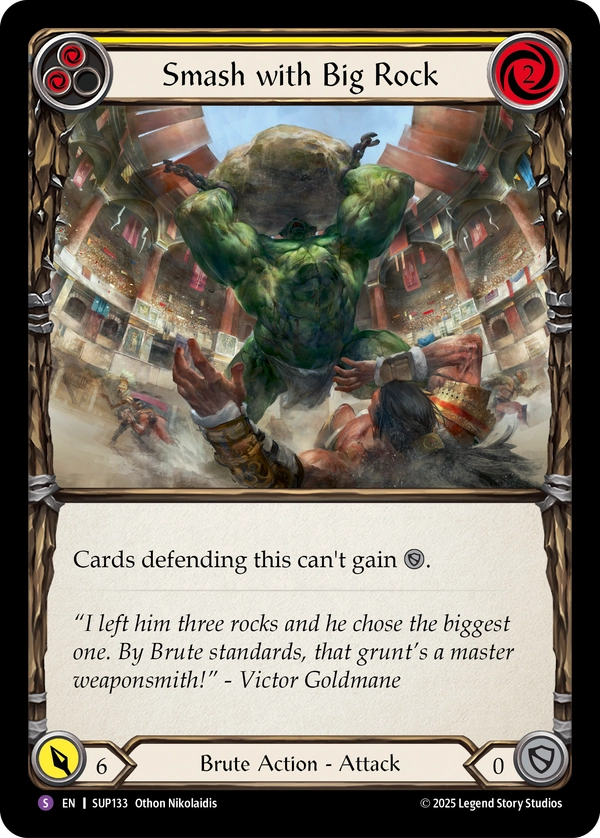 Smash with Big Rock
2
Cards defending this can't gain .
“I left him three rocks and he chose the biggest
one. By Brute standards, that grunt’s a master
weaponsmith!” - Victor Goldmane
6
Brute Action - Attack
0
S EN | SUP133 Othon Nikolaidis
© 2025 Legend Story Studios